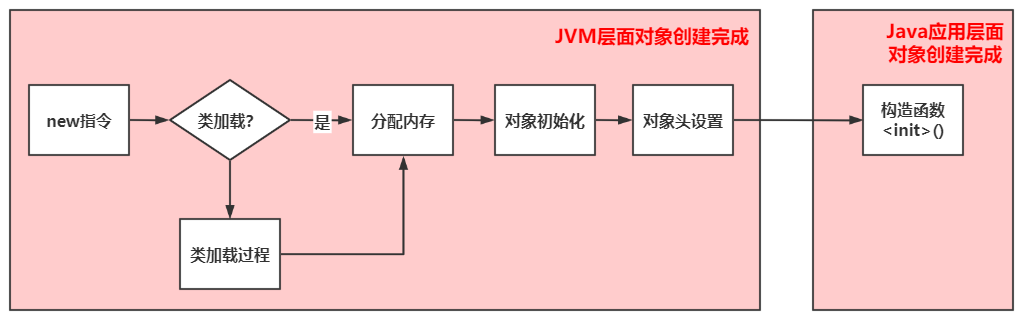 JVM层面对象创建完成
new指令
类加载?
是
分配内存
对象初始化
对象头设置
类加载过程
Java应用层面
对象创建完成
构造函数
<init>()